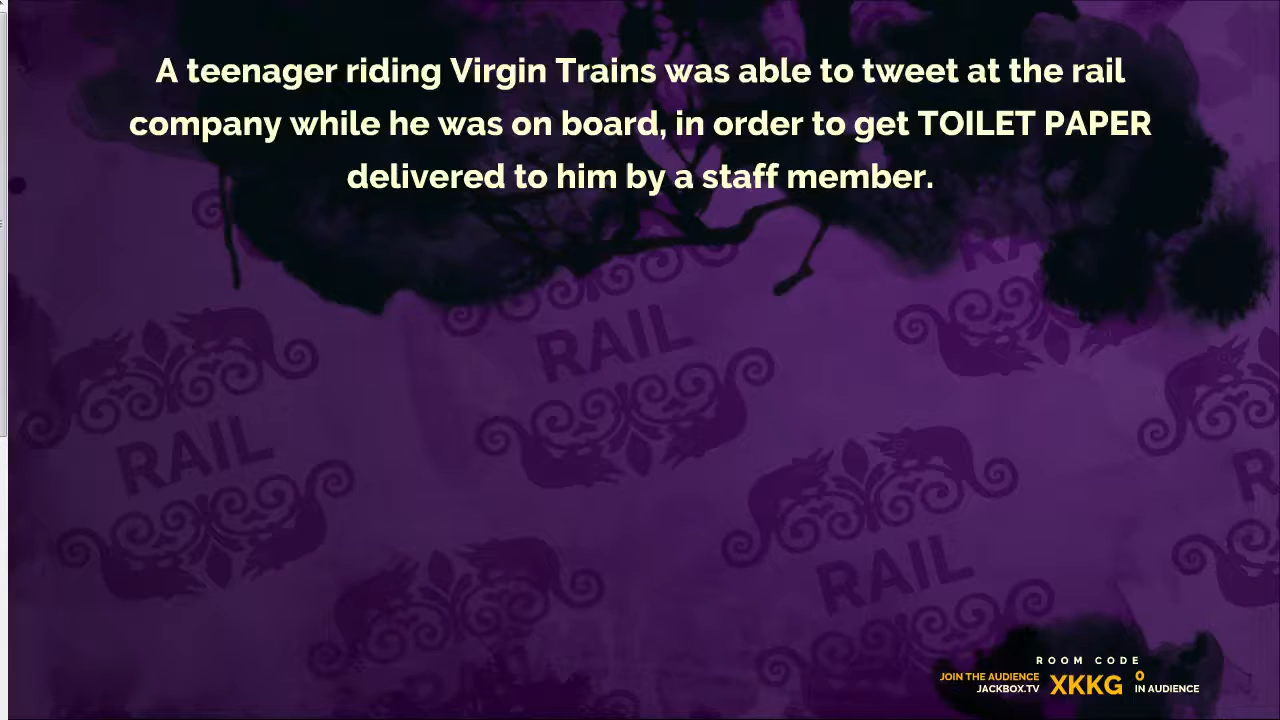 A teenager riding Virgin Trains was able to tweet at the rail
company while he was on board, in order to get TOILET PAPER
delivered to him by a staff member.
RA
RAIL
RAIL
R
RAIL
ROOM CODE
JOIN THE AUDIENCE
JACKBOX.TV
XKKG
0
IN AUDIENCE